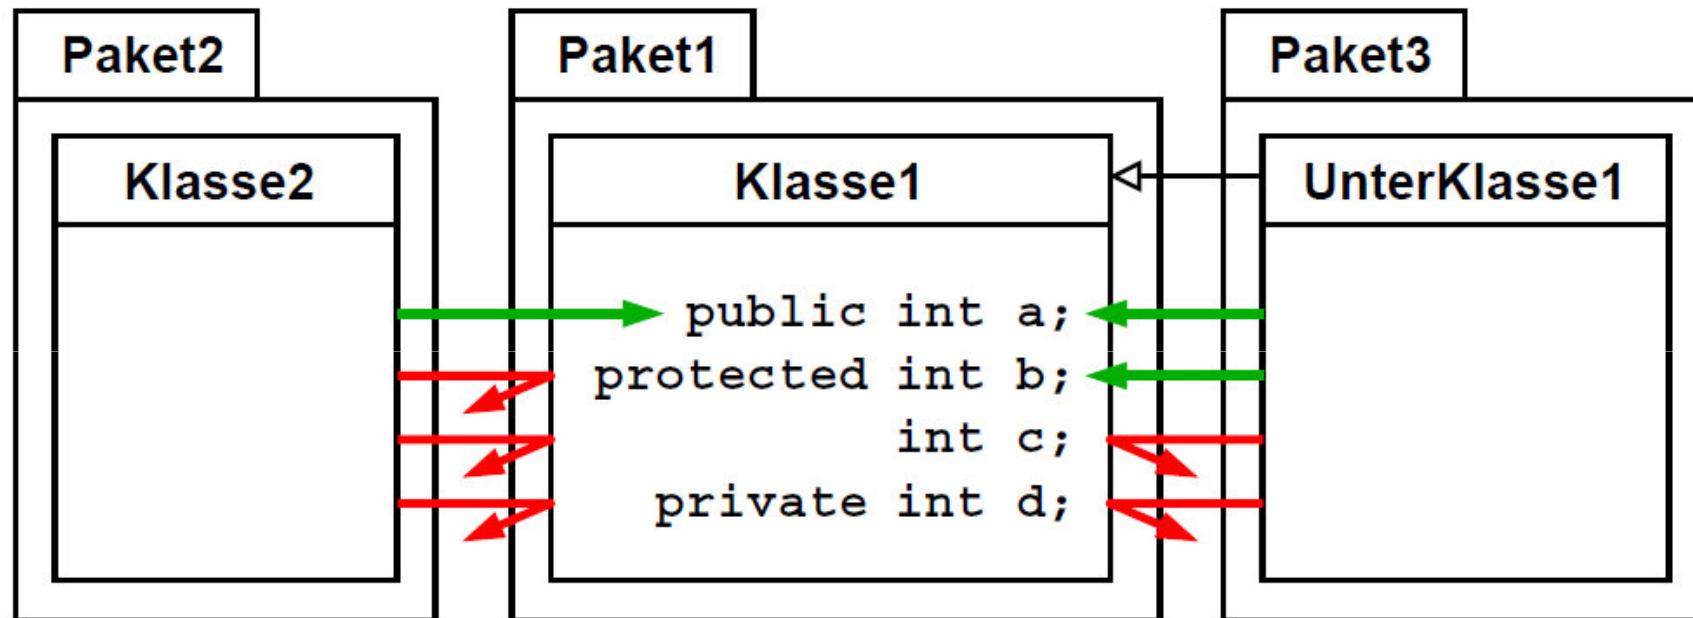 Paket2
Paket1
Paket3
Klasse2
Klasse1
UnterKlasse1
public int a;
protected int b;
int c;
private int d;